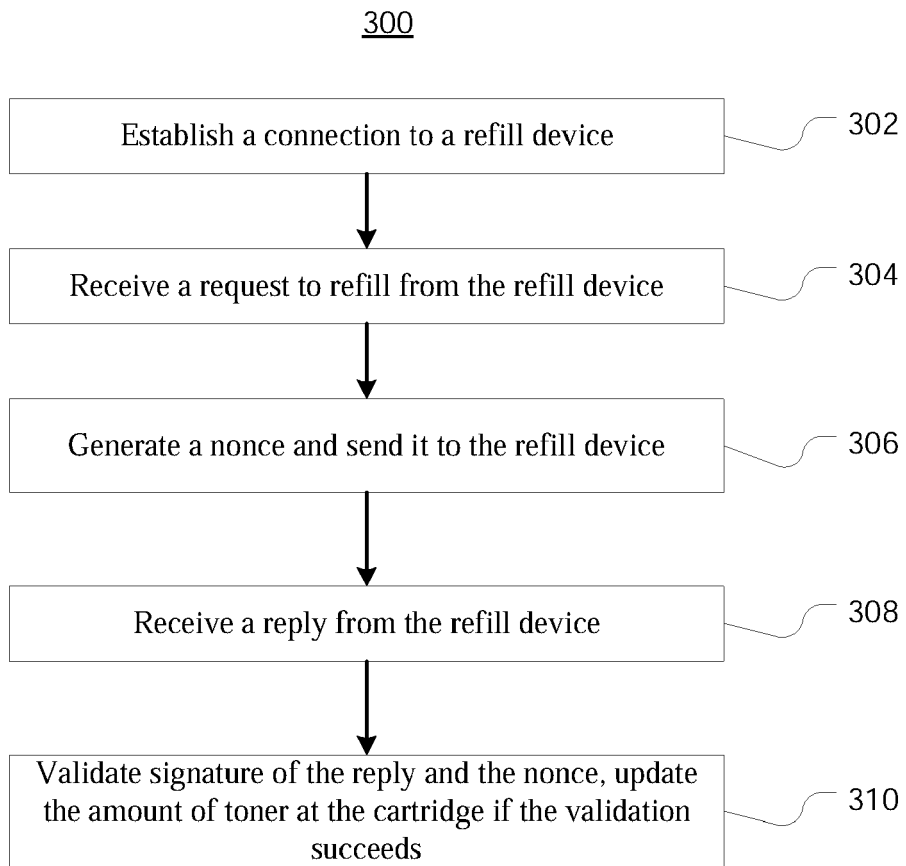 300
Establish a connection to a refill device
302
Receive a request to refill from the refill device
304
Generate a nonce and send it to the refill device
306
Receive a reply from the refill device
308
Validate signature of the reply and the nonce, update
the amount of toner at the cartridge if the validation
succeeds
310